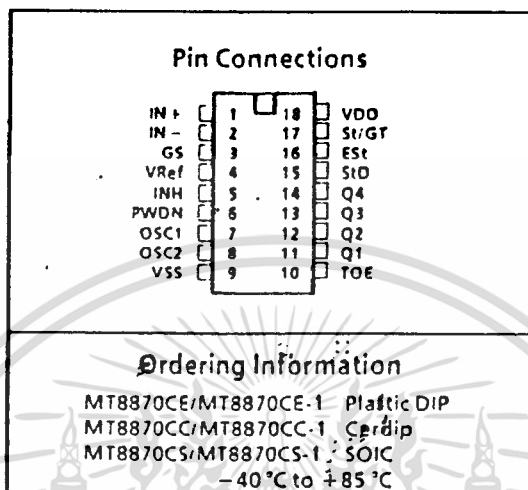 Pin Connections
IN + 1 18 VDD
IN − 2 17 St/GT
GS 3 16 ESt
VRef 4 15 StD
INH 5 14 Q4
PWDN 6 13 Q3
OSC1 7 12 Q2
OSC2 8 11 Q1
VSS 9 10 TOE
Ordering Information
MT8870CE/MT8870CE-1 Plastic DIP
MT8870CC/MT8870CC-1 Cerdip
MT8870CS/MT8870CS-1 SOIC
−40 °C to +85 °C